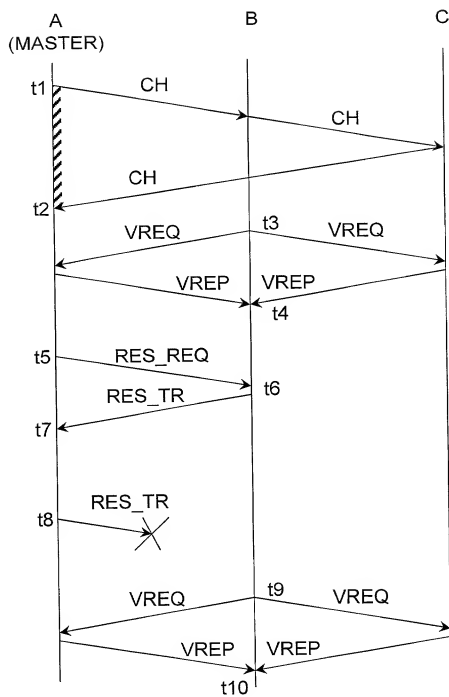 A B C
(MASTER)
t1
CH
CH
CH
t2
t3
VREQ VREQ
VREP VREP
t4
t5
RES_REQ
t6
RES_TR
t7
RES_TR
t8
t9
VREQ VREQ
VREP VREP
t10